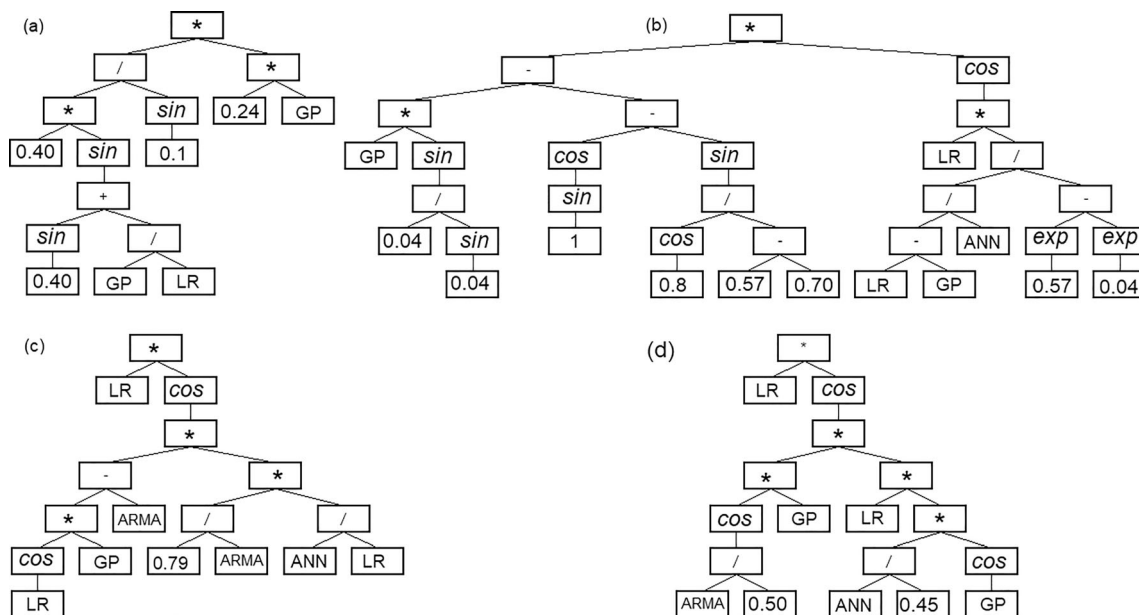 (a) * (b) *
/ * - cos
* sin 0.24 GP * - *
0.40 sin 0.1 GP sin cos sin LR /
+ / sin / / -
sin / 0.04 sin 1 cos - - ANN exp exp
0.40 GP LR 0.04 0.8 0.57 0.70 LR GP 0.57 0.04
(c) * (d) *
LR cos LR cos
* *
- * * *
* ARMA / / cos GP LR *
cos GP 0.79 ARMA ANN LR / / cos
LR ARMA 0.50 ANN 0.45 GP